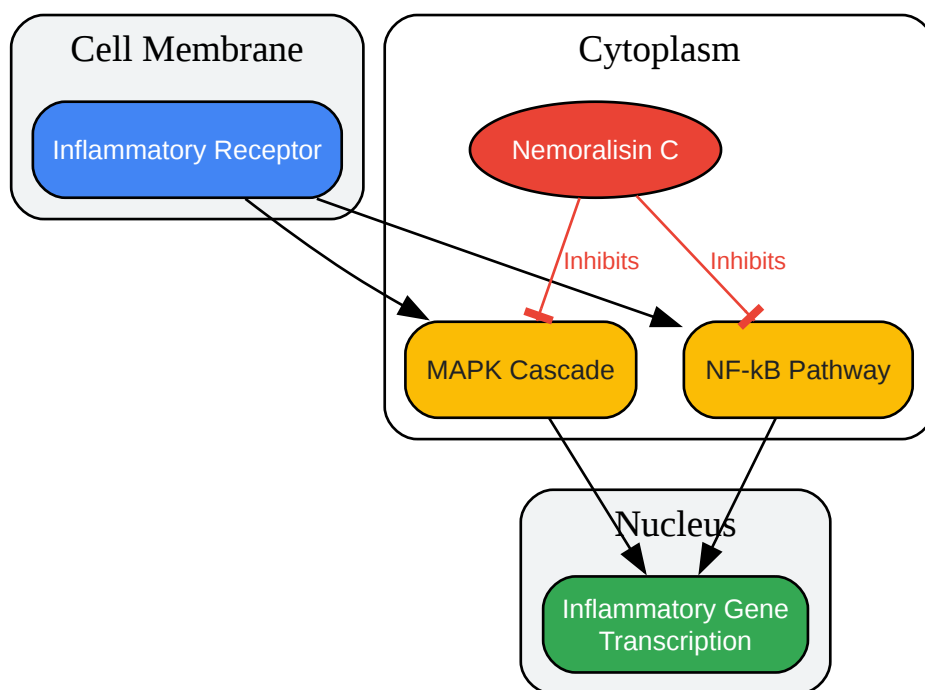 Cell Membrane
Cytoplasm
Inflammatory Receptor
Nemoralisin C
Inhibits
Inhibits
MAPK Cascade
NF-kB Pathway
Nucleus
Inflammatory Gene
Transcription